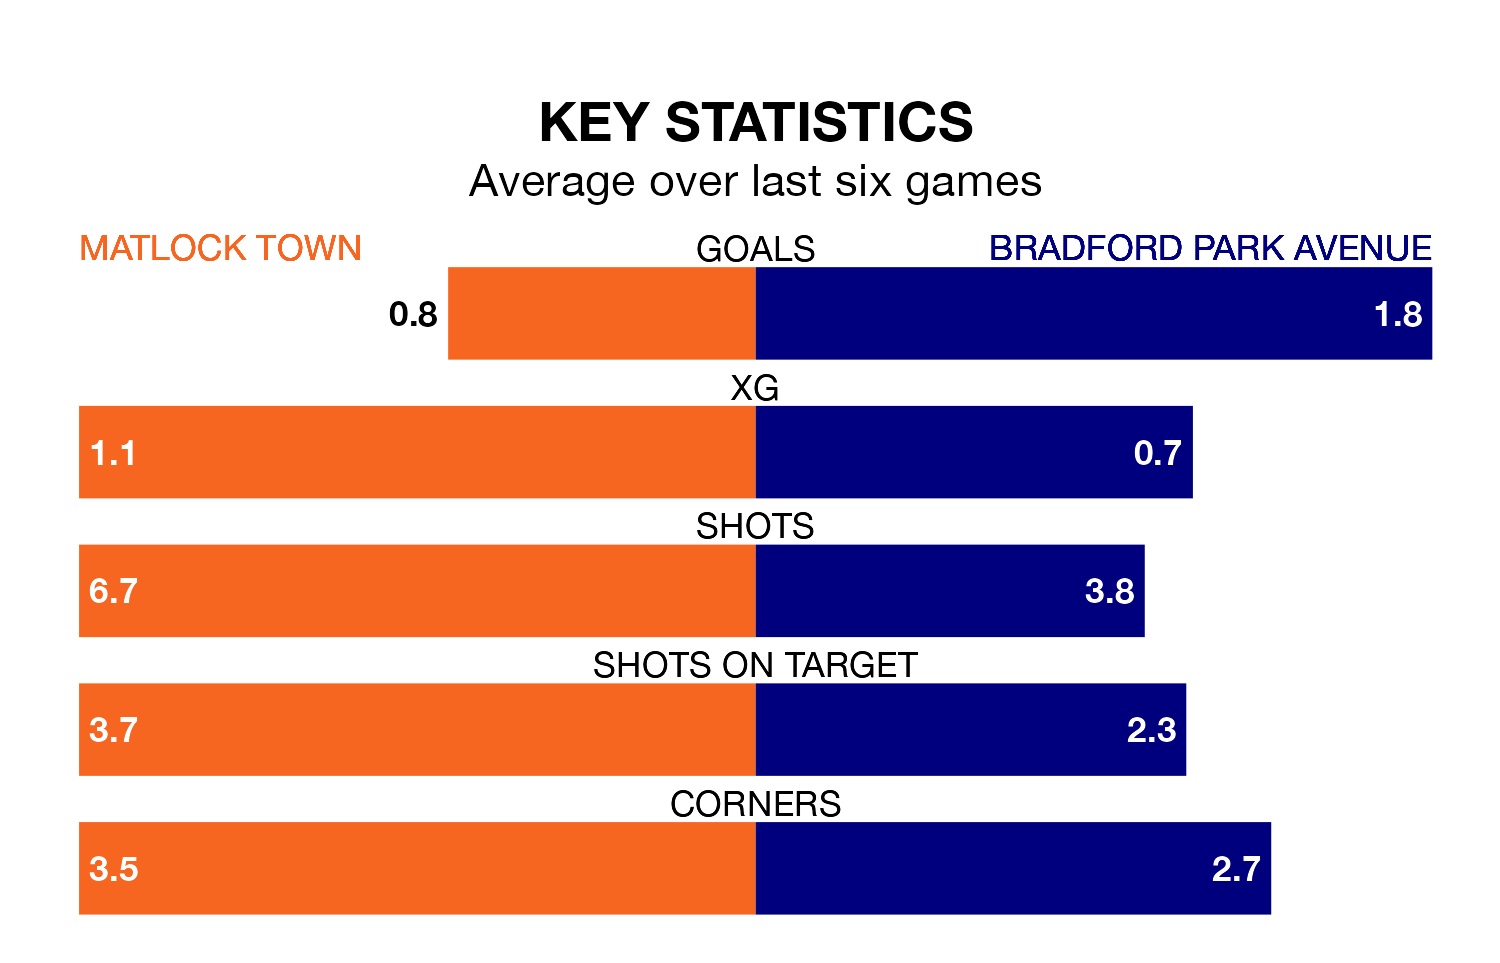 KEY STATISTICS
Average over last six games
MATLOCK TOWN GOALS BRADFORD PARK AVENUE
0.8 1.8
XG
1.1 0.7
SHOTS
6.7 3.8
SHOTS ON TARGET
3.7 2.3
CORNERS
3.5 2.7